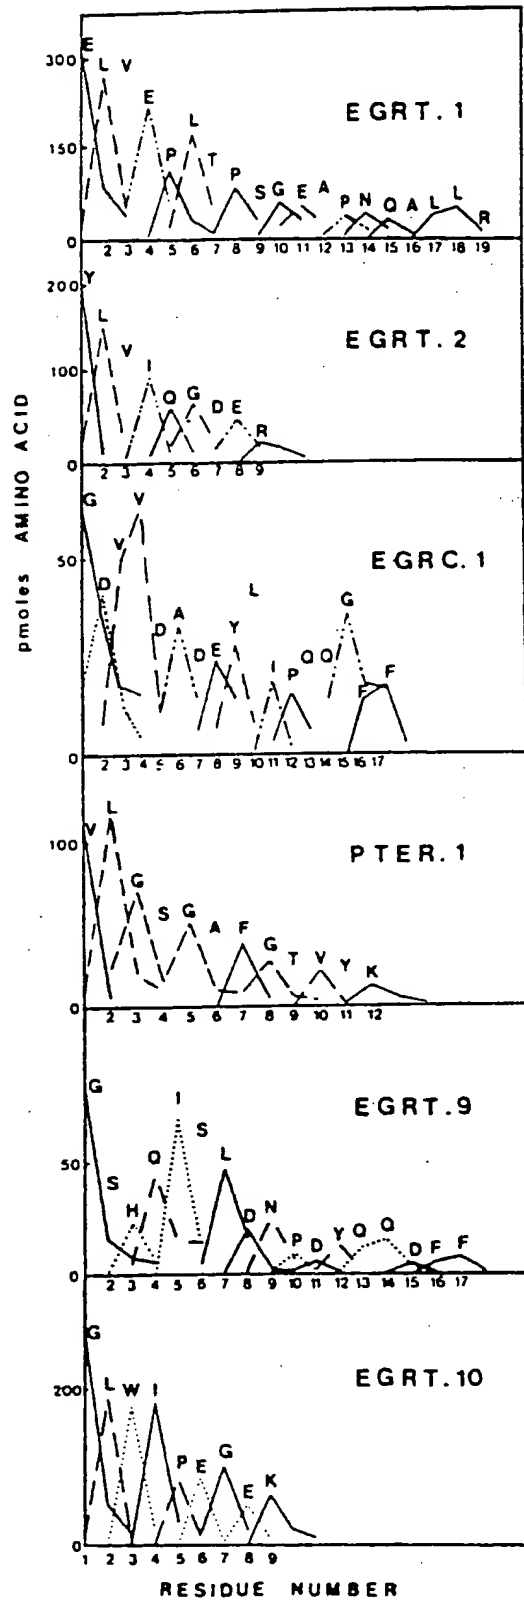 E
L V
300
E
EGRT.1
L
150
P
T
P
S G E A
P N Q A L L
R
0
2 3 4 5 6 7 8 9 10 11 12 13 14 15 16 17 18 19
Y
200
L
EGRT.2
V
I
100
Q G D E
R
0
2 3 4 5 6 7 8 9
pmoles AMINO ACID
G
V V
EGRC.1
50
D
D A D E Y L I P Q Q G
F F
0
2 3 4 5 6 7 8 9 10 11 12 13 14 15 16 17
V L
100
PTER.1
G S G A F G T V Y K
0
2 3 4 5 6 7 8 9 10 11 12
G
I
EGRT.9
S
50
S H Q L
D N P D Y Q Q D F F
0
2 3 4 5 6 7 8 9 10 11 12 13 14 15 16 17
G
EGRT.10
200
L W I
P E G E K
0
1 2 3 4 5 6 7 8 9
RESIDUE NUMBER